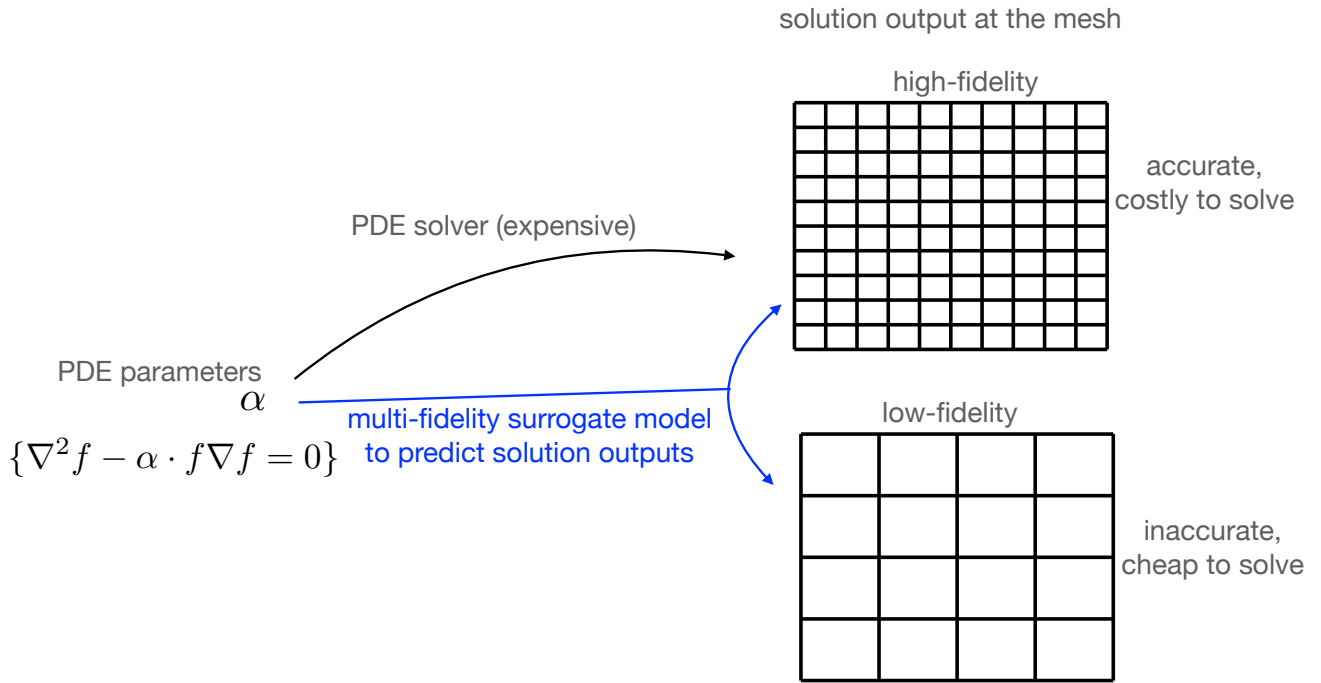 solution output at the mesh
high-fidelity
accurate,
costly to solve
PDE solver (expensive)
PDE parameters
α
{∇²f − α · f∇f = 0}
multi-fidelity surrogate model
to predict solution outputs
low-fidelity
inaccurate,
cheap to solve